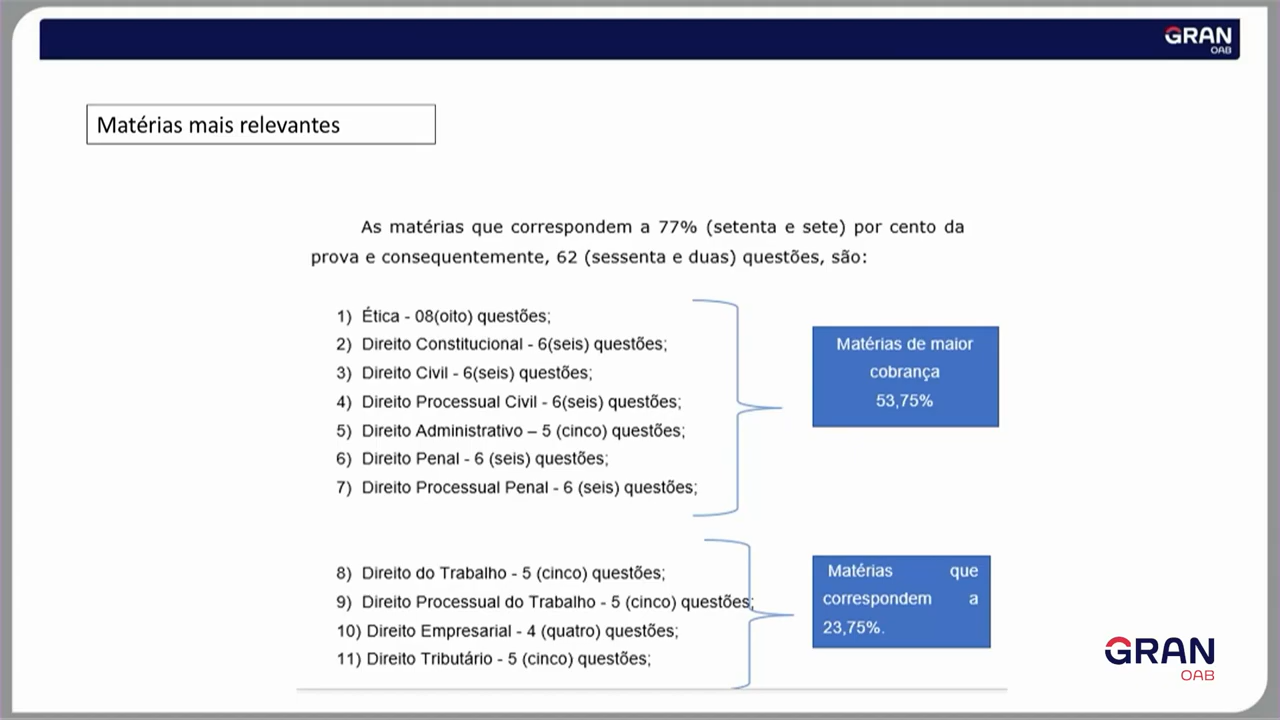 GRAN
OAB
Matérias mais relevantes
As matérias que correspondem a 77% (setenta e sete) por cento da
prova e consequentemente, 62 (sessenta e duas) questões, são:
1) Ética - 08(oito) questões;
2) Direito Constitucional - 6(seis) questões;
3) Direito Civil - 6(seis) questões;
4) Direito Processual Civil - 6(seis) questões;
5) Direito Administrativo – 5 (cinco) questões;
6) Direito Penal - 6 (seis) questões;
7) Direito Processual Penal - 6 (seis) questões;
Matérias de maior
cobrança
53,75%
8) Direito do Trabalho - 5 (cinco) questões;
9) Direito Processual do Trabalho - 5 (cinco) questões;
10) Direito Empresarial - 4 (quatro) questões;
11) Direito Tributário - 5 (cinco) questões;
Matérias que
correspondem a
23,75%.
GRAN
OAB